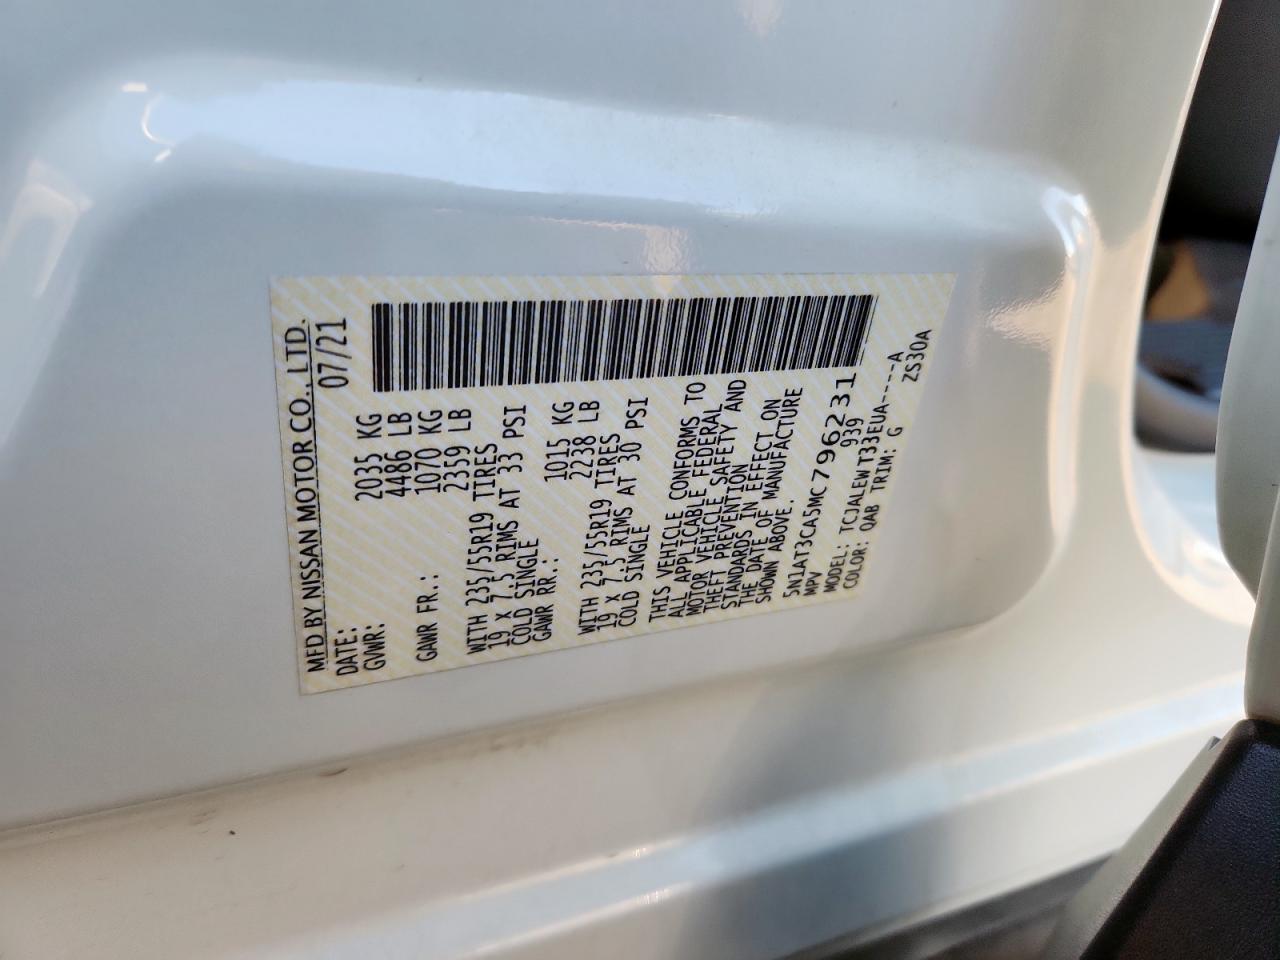 MFD BY NISSAN MOTOR CO., LTD.
DATE: 07/21
GVWR: 2035 KG
4486 LB
GAWR FR.: 1070 KG
2359 LB
WITH 235/55R19 TIRES
19 X 7.5 RIMS AT 33 PSI
COLD SINGLE
GAWR RR.: 1015 KG
2238 LB
WITH 235/55R19 TIRES
19 X 7.5 RIMS AT 30 PSI
COLD SINGLE
THIS VEHICLE CONFORMS TO
ALL APPLICABLE FEDERAL
MOTOR VEHICLE SAFETY AND
THEFT PREVENTION
STANDARDS IN EFFECT ON
THE DATE OF MANUFACTURE
SHOWN ABOVE.
5N1AT3CA5MC796231
MPV 939
MODEL: TCJALEWT33EUA-----A
COLOR: QAB TRIM: G ZS30A